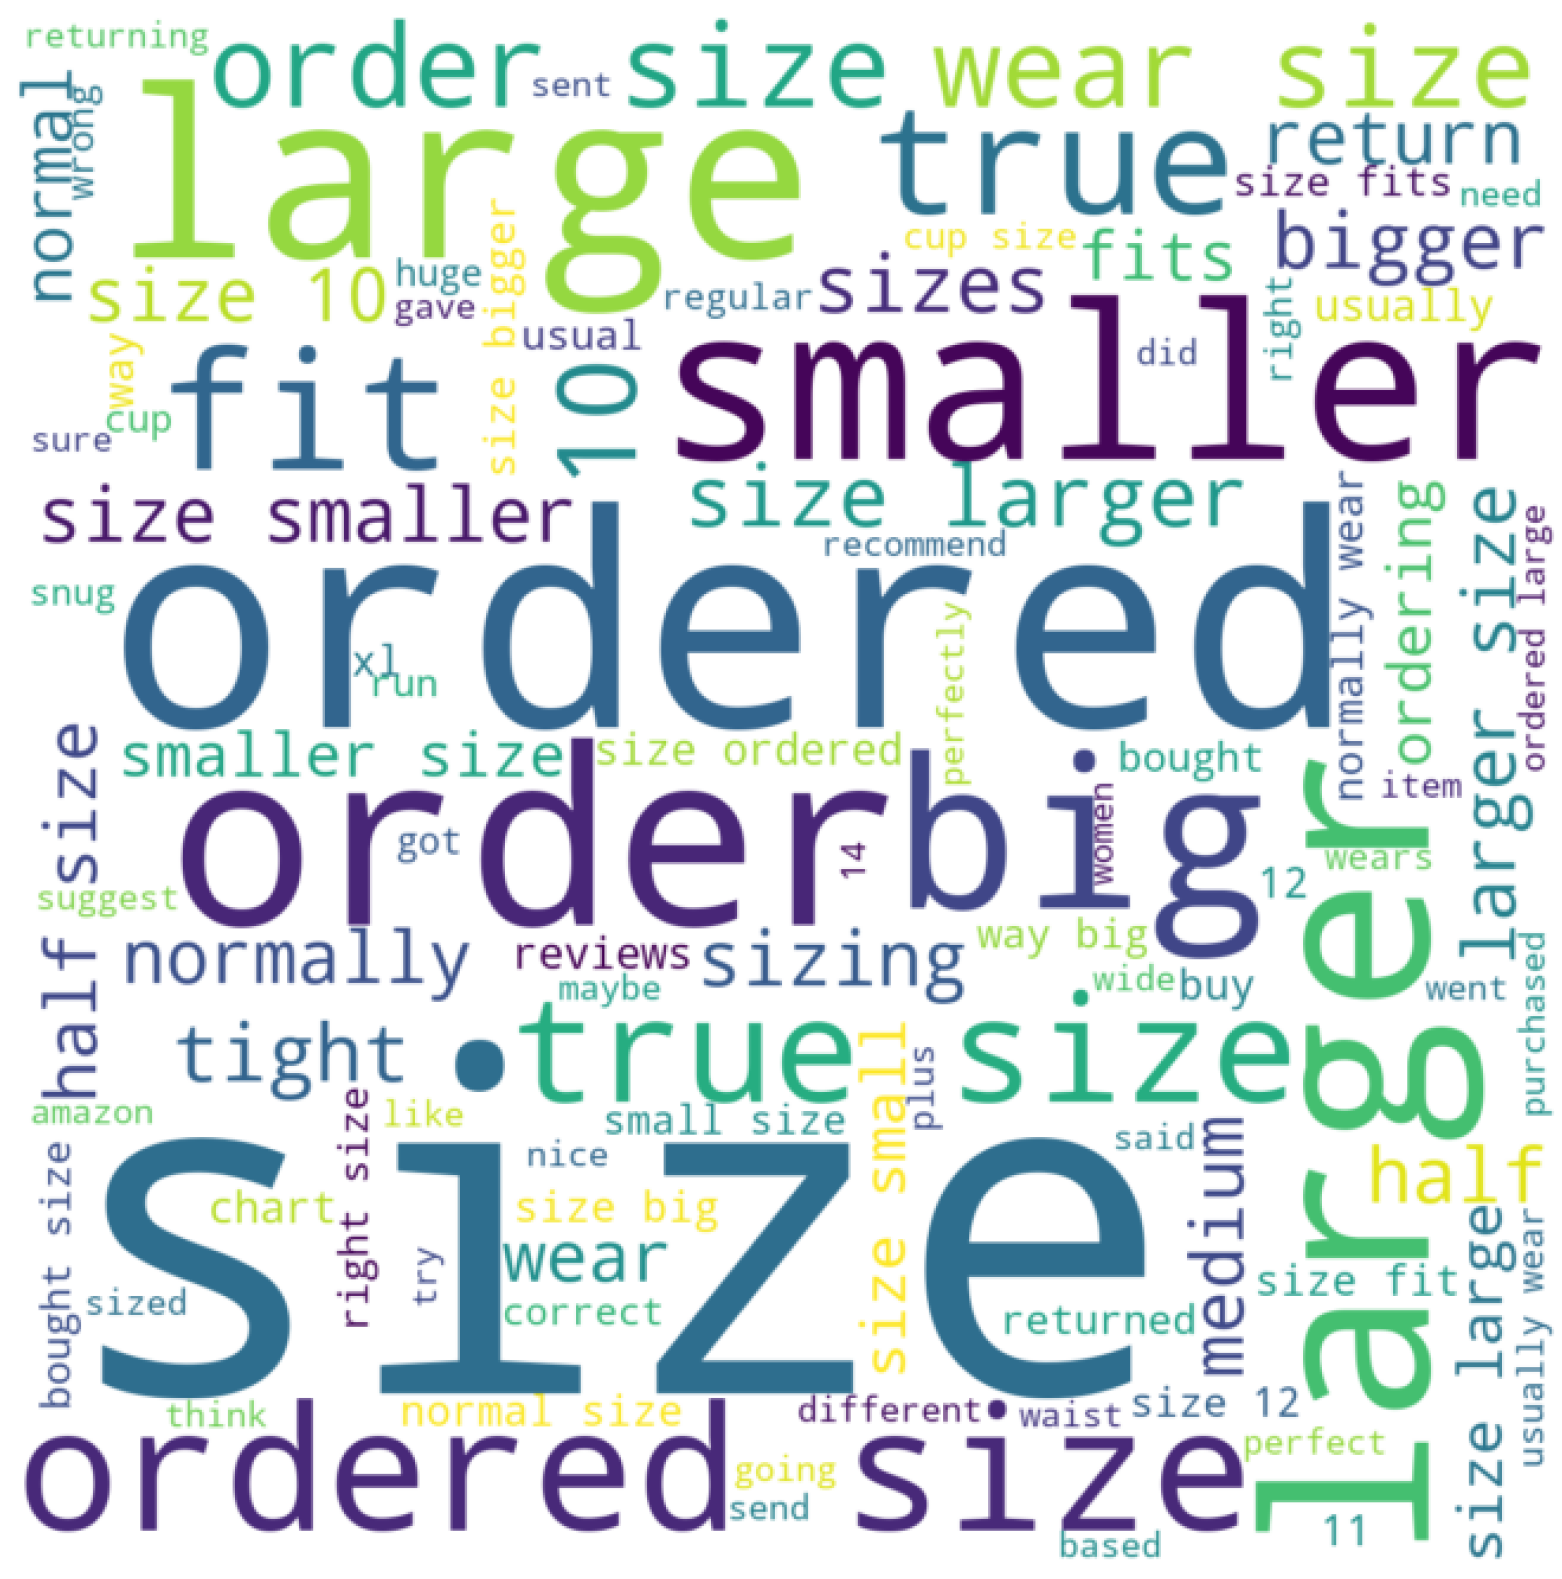 returning
order size
sent
wear size
normal
wrong
large
true
return
size fits
need
bigger
cup size
fits
size 10
huge
gave
size bigger
regular
sizes
usual
right
usually
did
way
fit
10
smaller
cup
sure
size smaller
size larger
recommend
normally wear
ordering
larger size
ordered large
snug
ordered
xl
run
perfectly
half size
smaller size
size ordered
bought
item
order
big
got
14
women
larger
12
wears
suggest
normally
reviews
sizing
way big
maybe
wide
buy
went
purchased
tight
true size
size small
plus
amazon
like
small size
said
medium
half
bought size
right size
nice
size
chart
size big
try
wear
correct
size fit
returned
sized
size large
usually wear
think
normal size
different
waist
size 12
ordered size
perfect
going
send
based
11